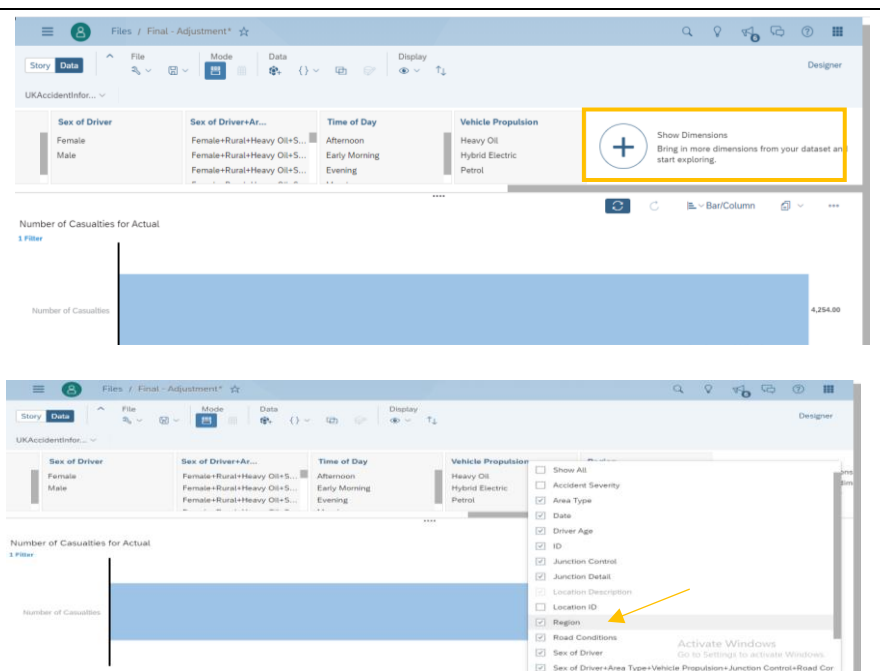 Files / Final - Adjustment*
File Mode Data Display
Story Data
Designer
UKAccidentInfor...
Sex of Driver Sex of Driver+Ar... Time of Day Vehicle Propulsion
Female Female+Rural+Heavy Oil+S... Afternoon Heavy Oil
Male Female+Rural+Heavy Oil+S... Early Morning Hybrid Electric
Female+Rural+Heavy Oil+S... Evening Petrol
Show Dimensions
Bring in more dimensions from your dataset and
start exploring.
Bar/Column
Number of Casualties for Actual
1 Filter
Number of Casualties
4,254.00
Files / Final - Adjustment*
File Mode Data Display
Story Data
Designer
UKAccidentInfor...
Sex of Driver Sex of Driver+Ar... Time of Day Vehicle Propulsion
Female Female+Rural+Heavy Oil+S... Afternoon Heavy Oil
Male Female+Rural+Heavy Oil+S... Early Morning Hybrid Electric
Female+Rural+Heavy Oil+S... Evening Petrol
Show All
Accident Severity
Area Type
Date
Driver Age
ID
Junction Control
Junction Detail
Location Description
Location ID
Region
Road Conditions
Sex of Driver
Sex of Driver+Area Type+Vehicle Propulsion+Junction Control+Road Cor
Number of Casualties for Actual
1 Filter
Number of Casualties
Activate Windows
Go to Settings to activate Windows.